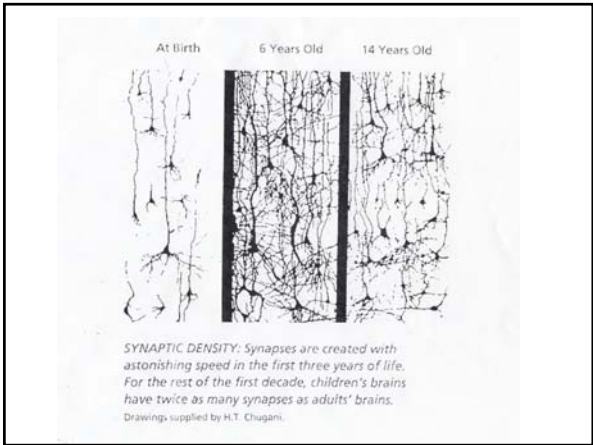 At Birth 6 Years Old 14 Years Old
SYNAPTIC DENSITY: Synapses are created with
astonishing speed in the first three years of life.
For the rest of the first decade, children's brains
have twice as many synapses as adults' brains.
Drawings supplied by H.T. Chugani.